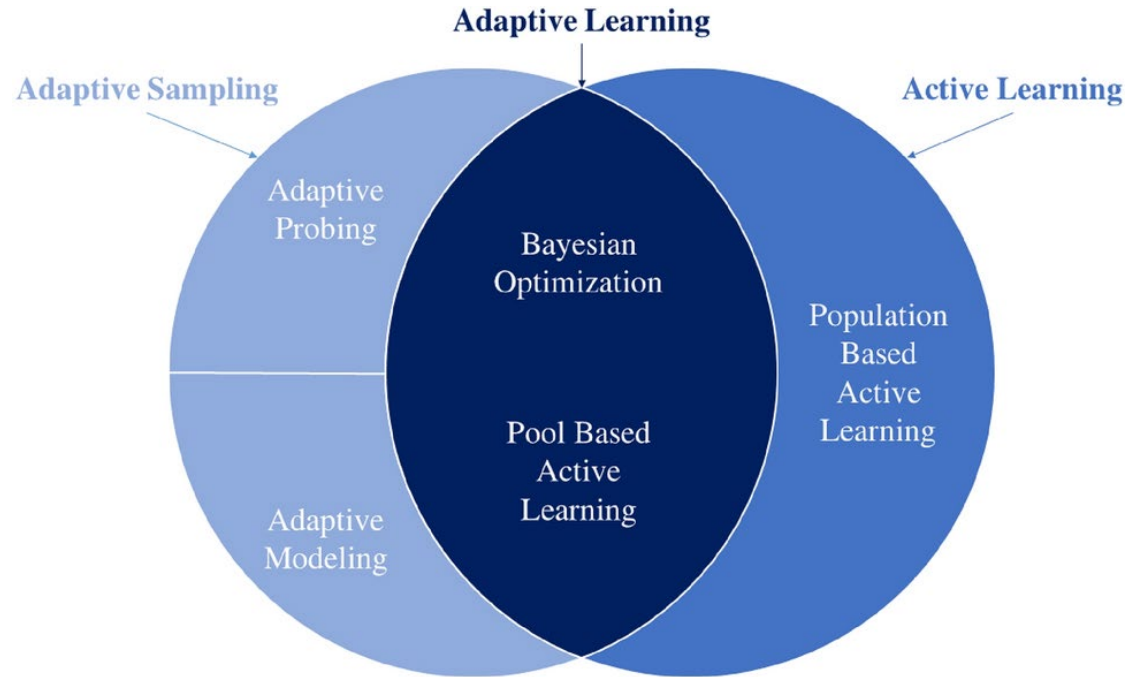 Adaptive Learning
Adaptive Sampling
Active Learning
Adaptive
Probing
Bayesian
Optimization
Population
Based
Active
Learning
Pool Based
Active
Learning
Adaptive
Modeling